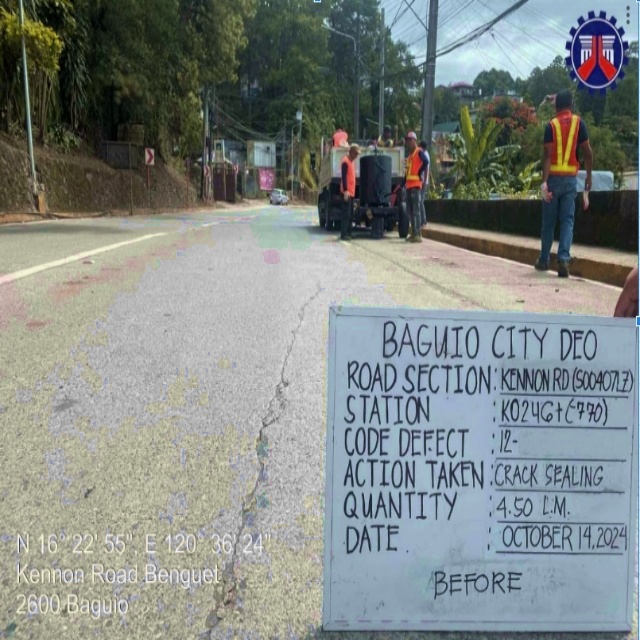 BAGUIO CITY DEO
ROAD SECTION: KENNON RD (S00407LZ)
STATION : K0246+(-770)
CODE DEFECT : 12-
ACTION TAKEN: CRACK SEALING
QUANTITY : 4.50 L.M.
DATE : OCTOBER 14, 2024
BEFORE
N 16° 22' 55", E 120° 36' 24"
Kennon Road Benguet
2600 Baguio